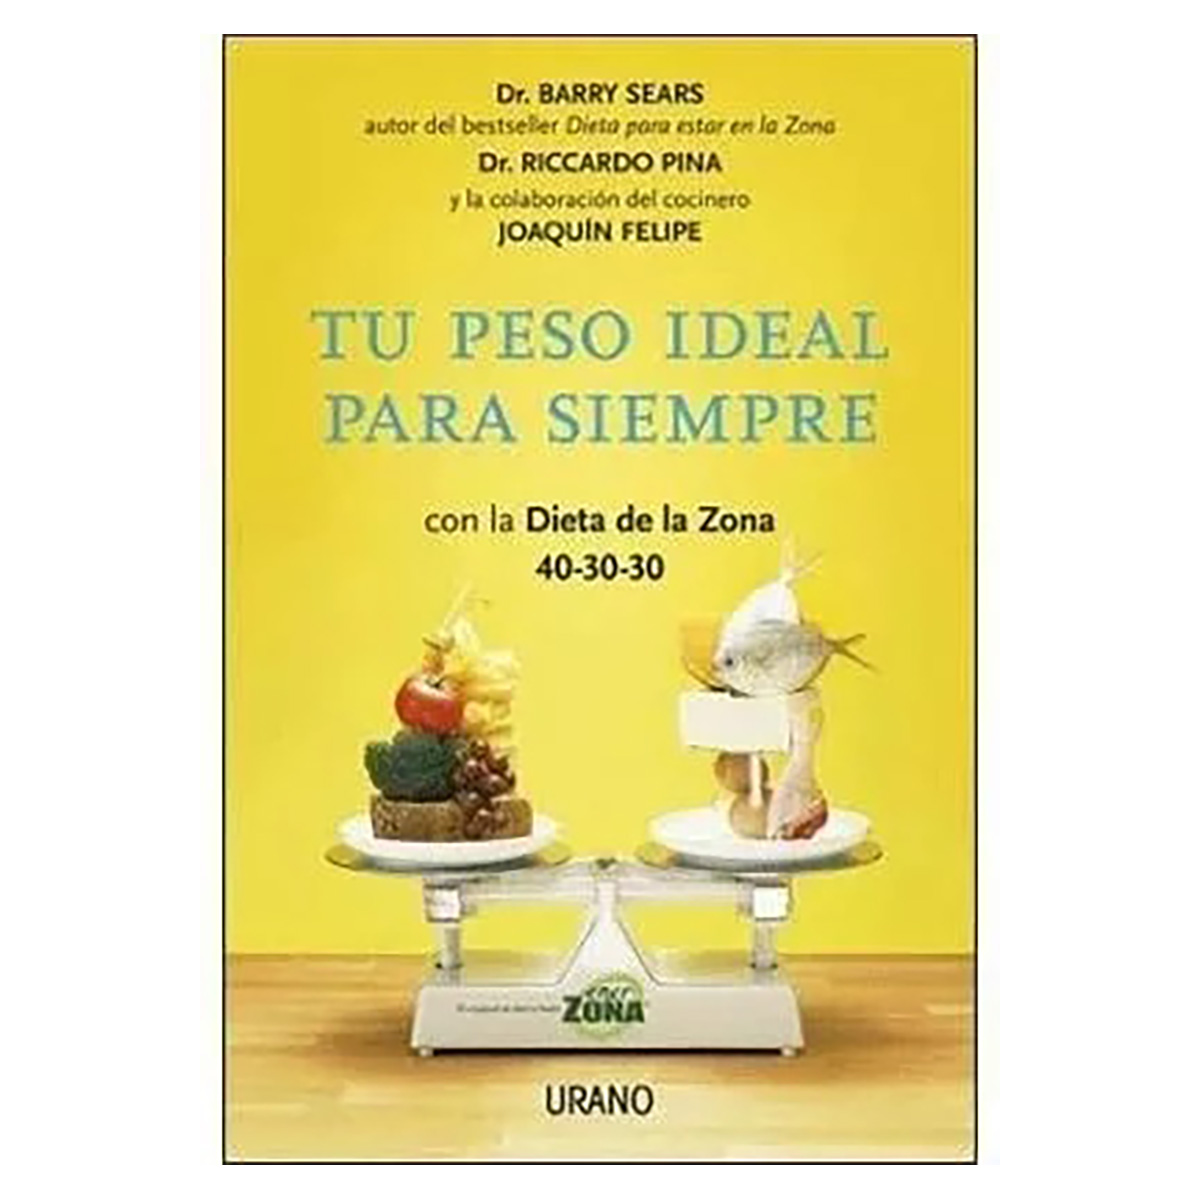 Dr. BARRY SEARS
autor del bestseller Dieta para estar en la Zona
Dr. RICCARDO PINA
y la colaboración del cocinero
JOAQUÍN FELIPE
TU PESO IDEAL
PARA SIEMPRE
con la Dieta de la Zona
40-30-30
ZONA
URANO